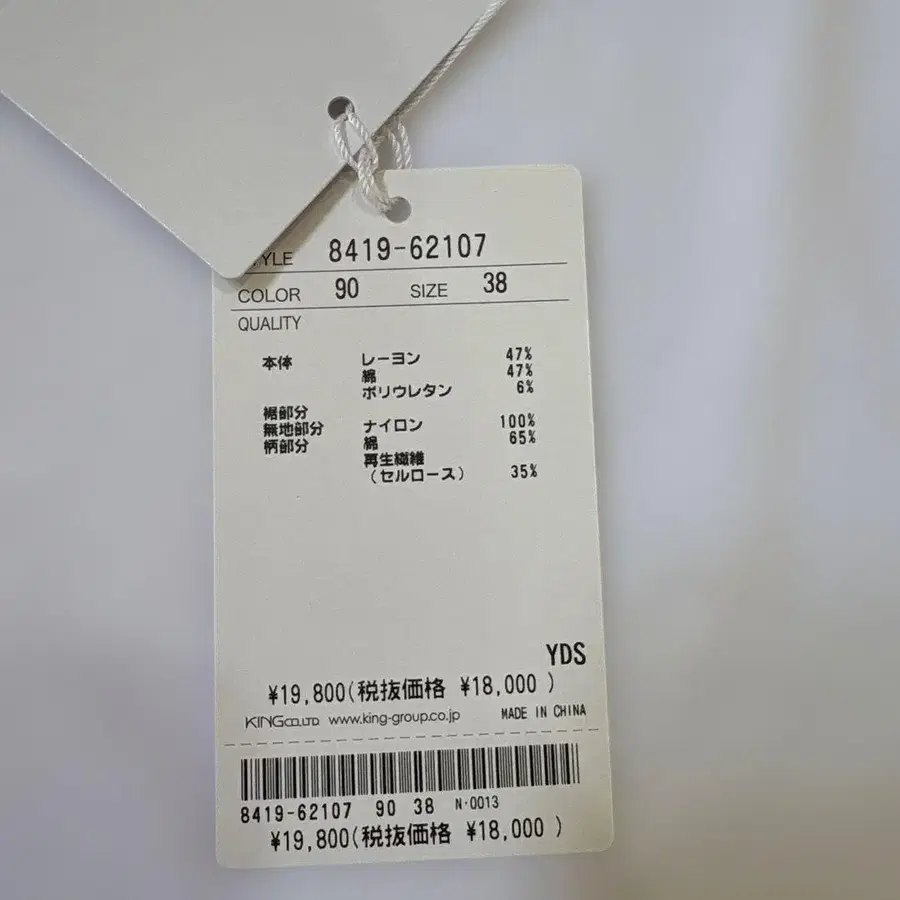 STYLE 8419-62107
COLOR 90 SIZE 38
QUALITY
本体 レーヨン 47%
綿 47%
ポリウレタン 6%
裾部分
無地部分 ナイロン 100%
柄部分 綿 65%
再生繊維
(セルロース) 35%
YDS
¥19,800(税抜価格 ¥18,000 )
KING CO.,LTD www.king-group.co.jp MADE IN CHINA
8419-62107 90 38 N·0013
¥19,800(税抜価格 ¥18,000 )